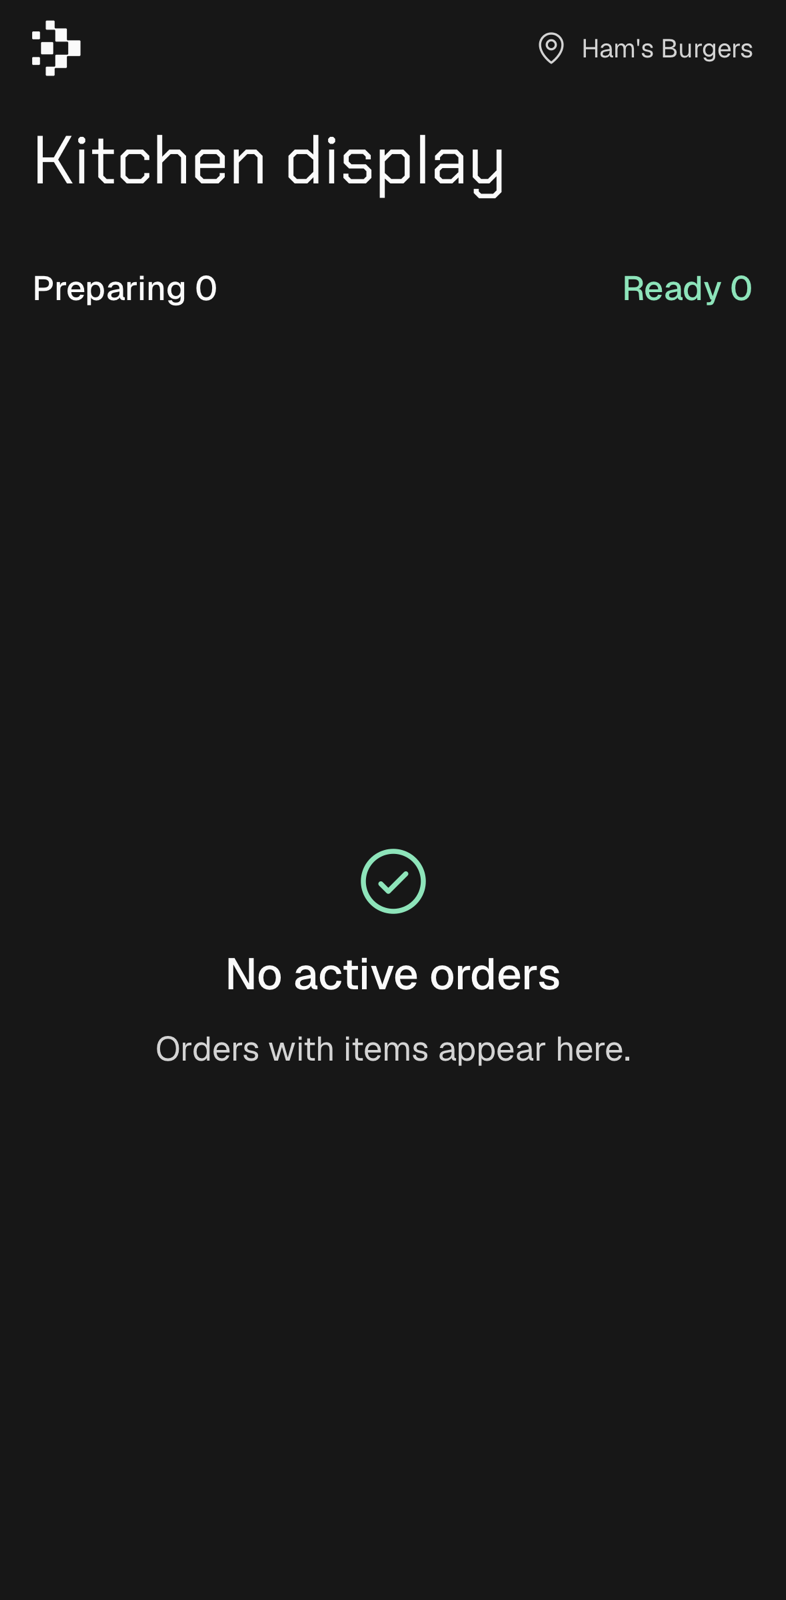 Ham's Burgers
Kitchen display
Preparing 0
Ready 0
No active orders
Orders with items appear here.